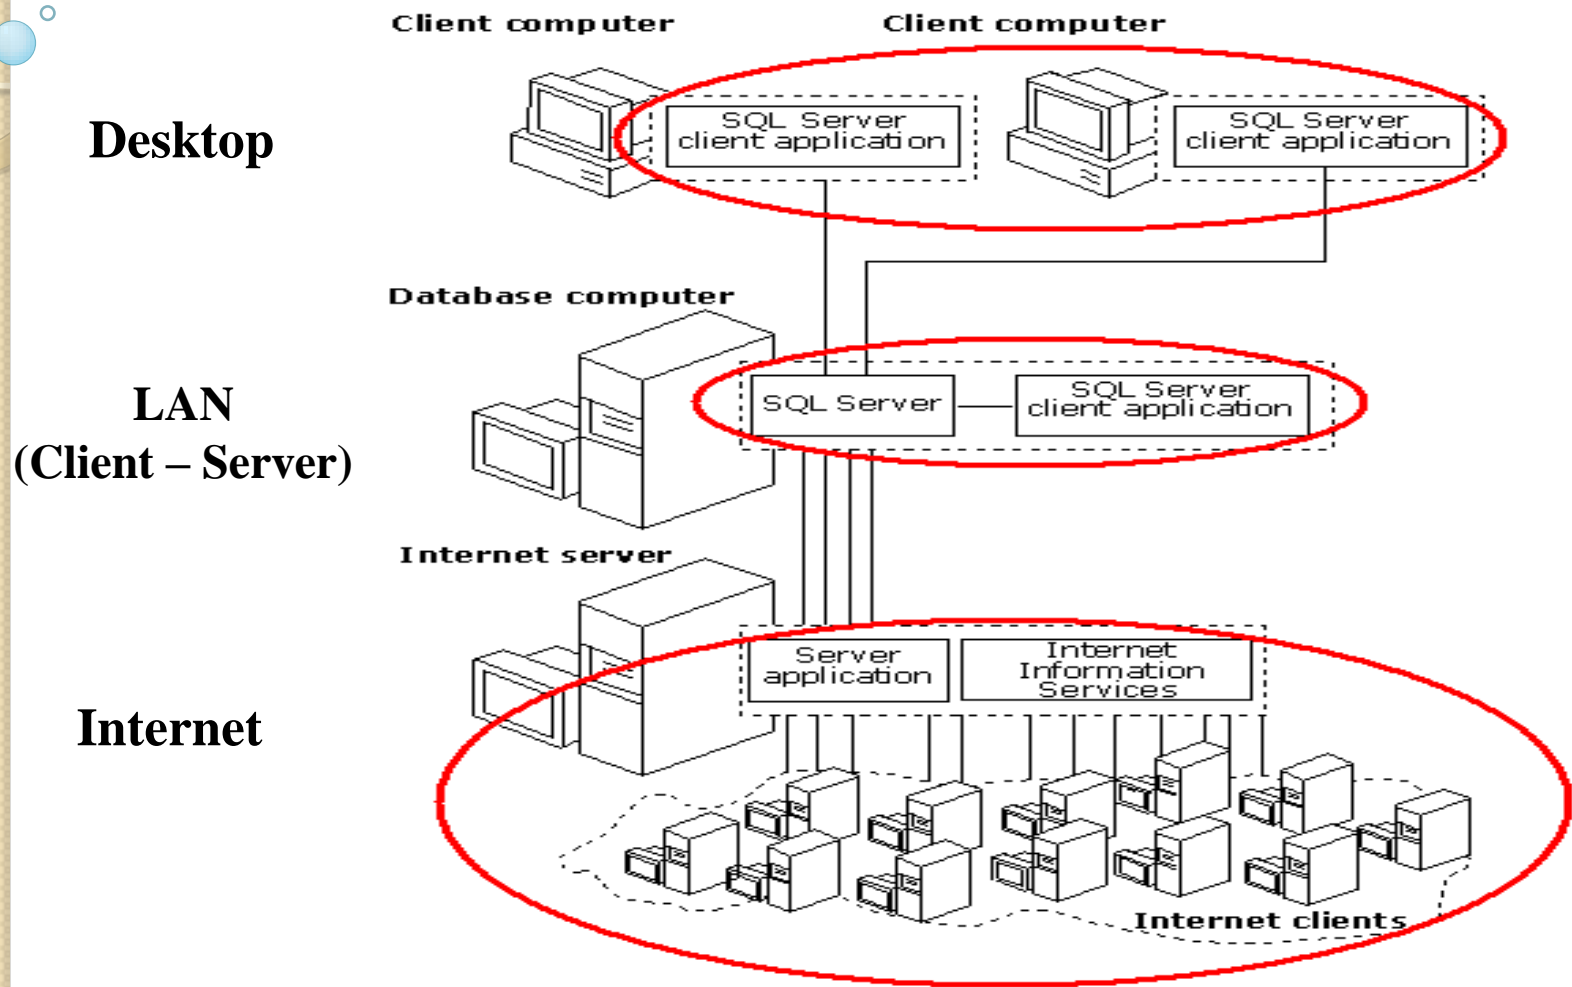 Client computer
Client computer
Desktop
SQL Server
client application
SQL Server
client application
Database computer
LAN
(Client – Server)
SQL Server
SQL Server
client application
Internet server
Internet
Server
application
Internet
Information
Services
Internet clients